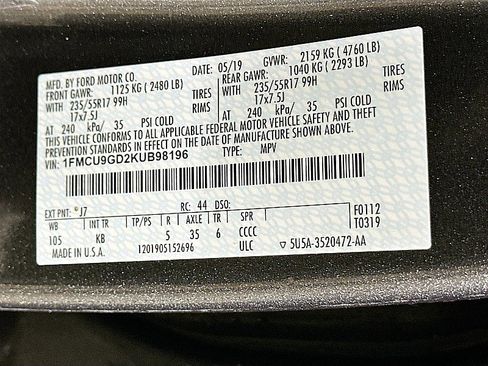 MFD. BY FORD MOTOR CO. DATE: 05/19 GVWR: 2159 KG ( 4760 LB)
FRONT GAWR: 1125 KG ( 2480 LB) REAR GAWR: 1040 KG ( 2293 LB)
WITH 235/55R17 99H TIRES WITH 235/55R17 99H TIRES
17x7.5J RIMS 17x7.5J RIMS
AT 240 kPa/ 35 PSI COLD AT 240 kPa/ 35 PSI COLD
THIS VEHICLE CONFORMS TO ALL APPLICABLE FEDERAL MOTOR VEHICLE SAFETY AND THEFT
PREVENTION STANDARDS IN EFFECT ON THE DATE OF MANUFACTURE SHOWN ABOVE.
VIN: 1FMCU9GD2KUB98196 TYPE: MPV
EXT PNT: J7 RC: 44 DSO: F0112
WB TP/PS R AXLE TR SPR T0319
105 KB 5 35 6 CCCC
MADE IN U.S.A. 1201905152696 ULC ▽ 5U5A-3520472-AA